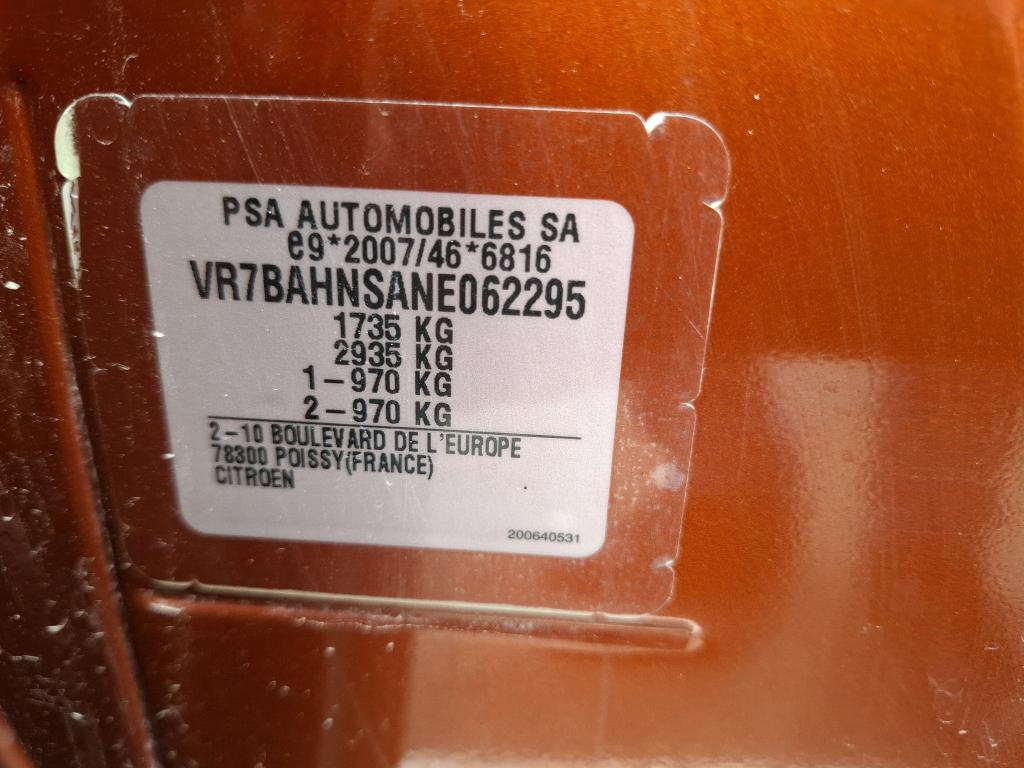 PSA AUTOMOBILES SA
e9*2007/46*6816
VR7BAHNSANE062295
1735 KG
2935 KG
1-970 KG
2-970 KG
2-10 BOULEVARD DE L'EUROPE
78300 POISSY(FRANCE)
CITROEN
200640531